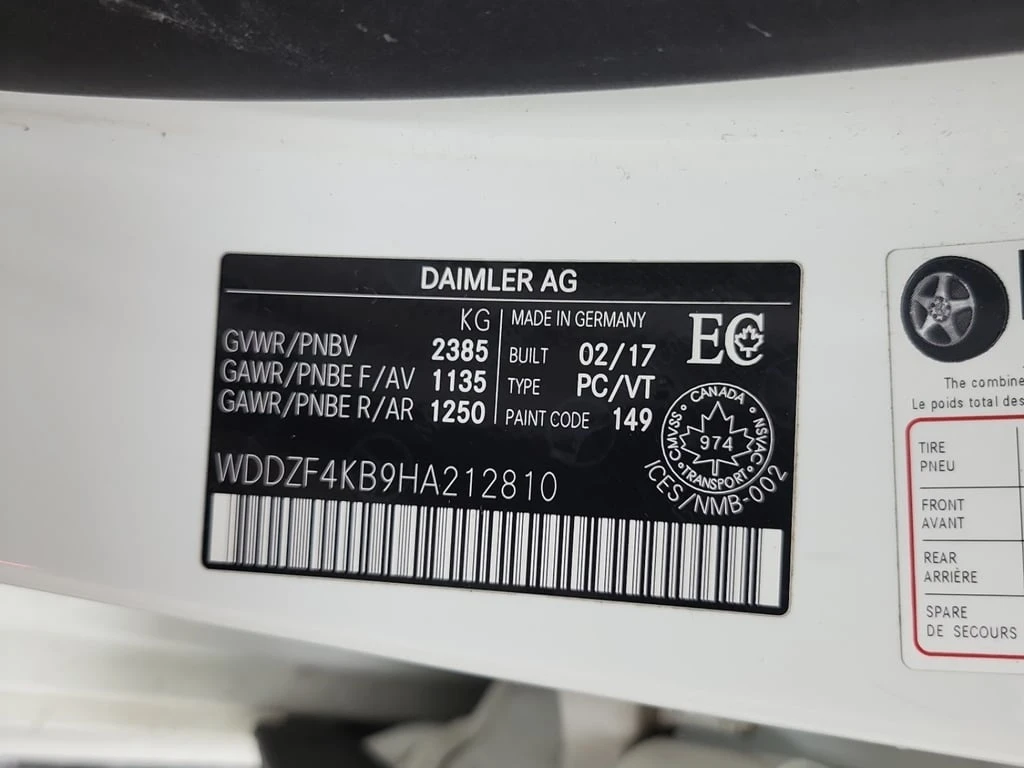 DAIMLER AG
KG
GVWR/PNBV 2385
GAWR/PNBE F/AV 1135
GAWR/PNBE R/AR 1250
MADE IN GERMANY
BUILT 02/17
TYPE PC/VT
PAINT CODE 149
EC
CANADA
CMVSS 974 NSVAC
TRANSPORT
ICES/NMB-002
WDDZF4KB9HA212810
The combine
Le poids total des
TIRE
PNEU
FRONT
AVANT
REAR
ARRIÈRE
SPARE
DE SECOURS